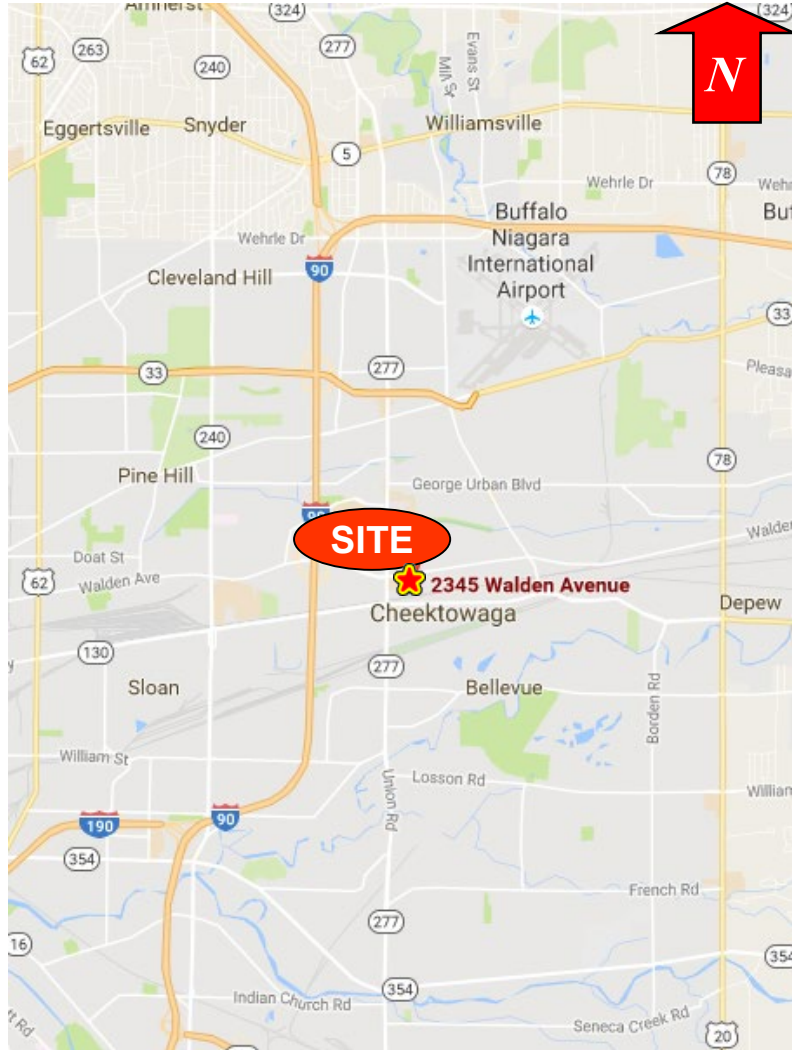 Amherst
324
324
62
263
277
240
Evans St
Mill St
N
Eggertsville
Snyder
Williamsville
5
78
Wehrle Dr
Wehr
Buffalo
Niagara
International
Airport
Buf
Wehrle Dr
90
Cleveland Hill
33
33
277
Pleasa
240
78
Pine Hill
George Urban Blvd
90
SITE
Walden
Doat St
62
Walden Ave
2345 Walden Avenue
Cheektowaga
Depew
130
277
Sloan
Bellevue
Borden Rd
William St
Losson Rd
Union Rd
William
190
90
354
French Rd
277
16
354
354
Indian Church Rd
Seneca Creek Rd
Rd
20